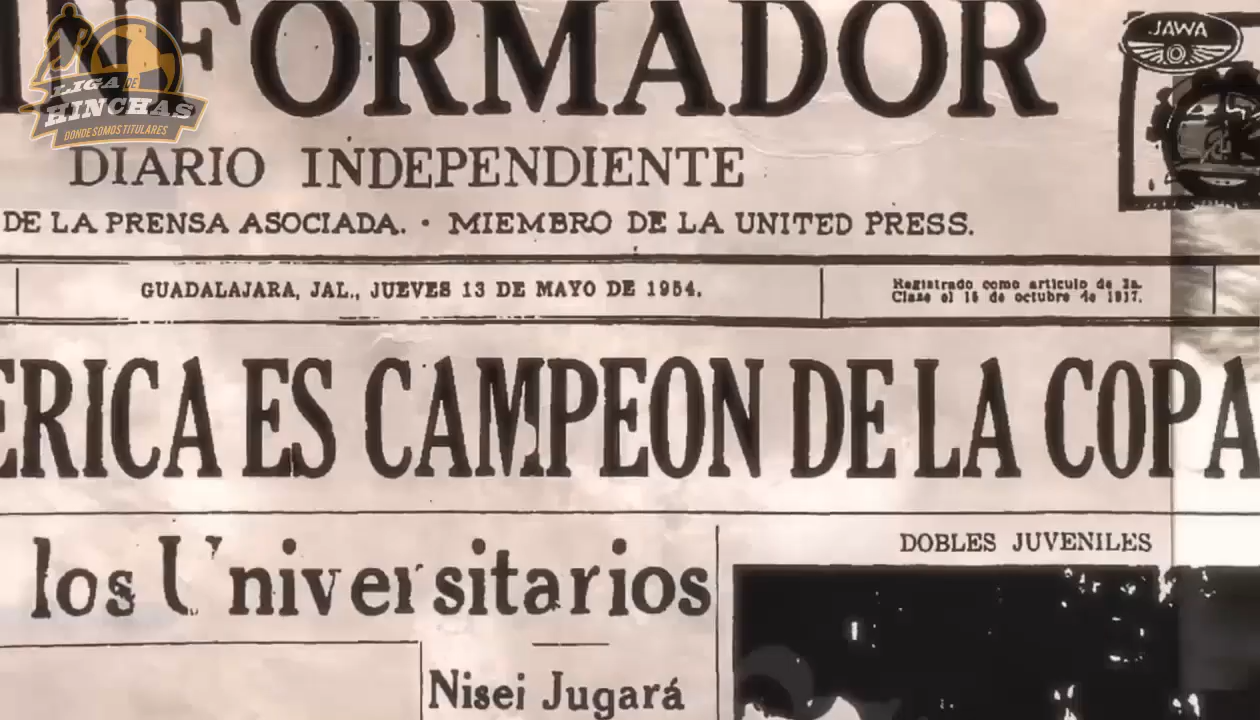 INFORMADOR
JAWA
LIGA DE
HINCHAS
DONDE SOMOS TITULARES
DIARIO INDEPENDIENTE
DE LA PRENSA ASOCIADA. • MIEMBRO DE LA UNITED PRESS.
GUADALAJARA, JAL., JUEVES 13 DE MAYO DE 1954.
Registrado como artículo de 2a.
Clase el 15 de octubre de 1917.
ERICA ES CAMPEON DE LA COPA
los Universitarios
DOBLES JUVENILES
Nisei Jugará